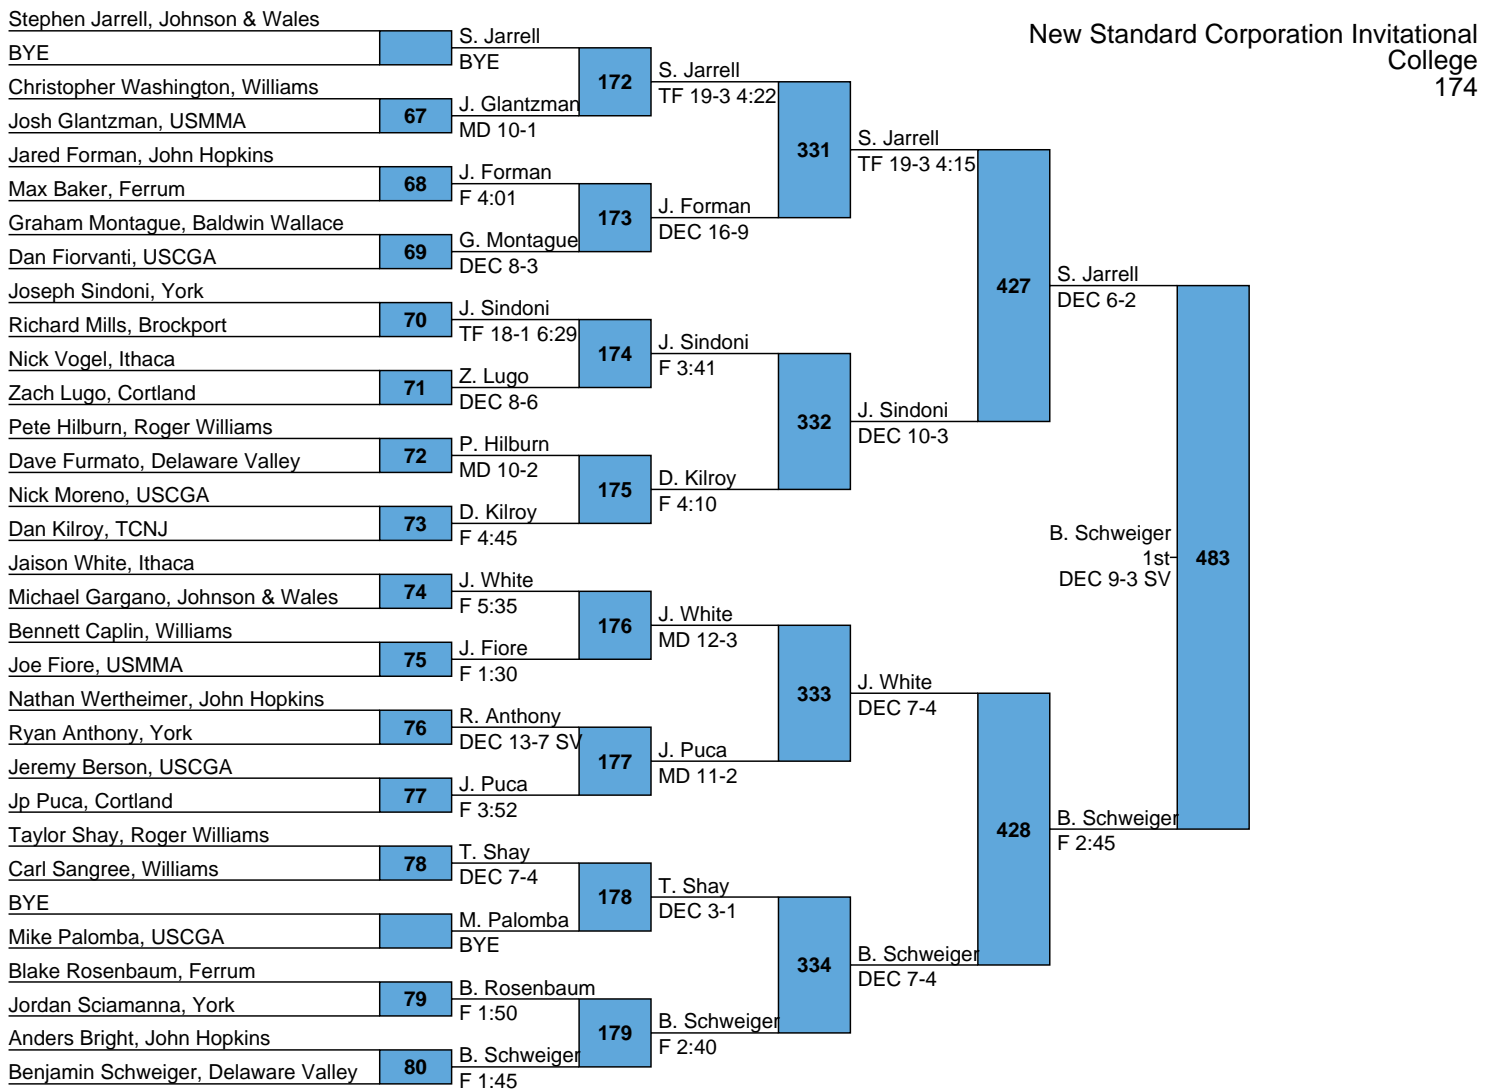 New Standard Corporation Invitational
College
174
Stephen Jarrell, Johnson & Wales
BYE
Christopher Washington, Williams
67
Josh Glantzman, USMMA
Jared Forman, John Hopkins
68
Max Baker, Ferrum
Graham Montague, Baldwin Wallace
69
Dan Fiorvanti, USCGA
Joseph Sindoni, York
70
Richard Mills, Brockport
Nick Vogel, Ithaca
71
Zach Lugo, Cortland
Pete Hilburn, Roger Williams
72
Dave Furmato, Delaware Valley
Nick Moreno, USCGA
73
Dan Kilroy, TCNJ
Jaison White, Ithaca
74
Michael Gargano, Johnson & Wales
Bennett Caplin, Williams
75
Joe Fiore, USMMA
Nathan Wertheimer, John Hopkins
76
Ryan Anthony, York
Jeremy Berson, USCGA
77
Jp Puca, Cortland
Taylor Shay, Roger Williams
78
Carl Sangree, Williams
BYE
Mike Palomba, USCGA
Blake Rosenbaum, Ferrum
79
Jordan Sciamanna, York
Anders Bright, John Hopkins
80
Benjamin Schweiger, Delaware Valley
S. Jarrell
BYE
172
J. Glantzman
MD 10-1
J. Forman
F 4:01
173
G. Montague
DEC 8-3
J. Sindoni
TF 18-1 6:29
174
Z. Lugo
DEC 8-6
P. Hilburn
MD 10-2
175
D. Kilroy
F 4:45
J. White
F 5:35
176
J. Fiore
F 1:30
R. Anthony
DEC 13-7 SV
177
J. Puca
F 3:52
T. Shay
DEC 7-4
178
M. Palomba
BYE
B. Rosenbaum
F 1:50
179
B. Schweiger
F 1:45
S. Jarrell
TF 19-3 4:22
331
J. Forman
DEC 16-9
J. Sindoni
F 3:41
332
D. Kilroy
F 4:10
J. White
MD 12-3
333
J. Puca
MD 11-2
T. Shay
DEC 3-1
334
B. Schweiger
F 2:40
S. Jarrell
TF 19-3 4:15
427
J. Sindoni
DEC 10-3
J. White
DEC 7-4
428
B. Schweiger
DEC 7-4
S. Jarrell
DEC 6-2
483
B. Schweiger
F 2:45
B. Schweiger
1st
DEC 9-3 SV